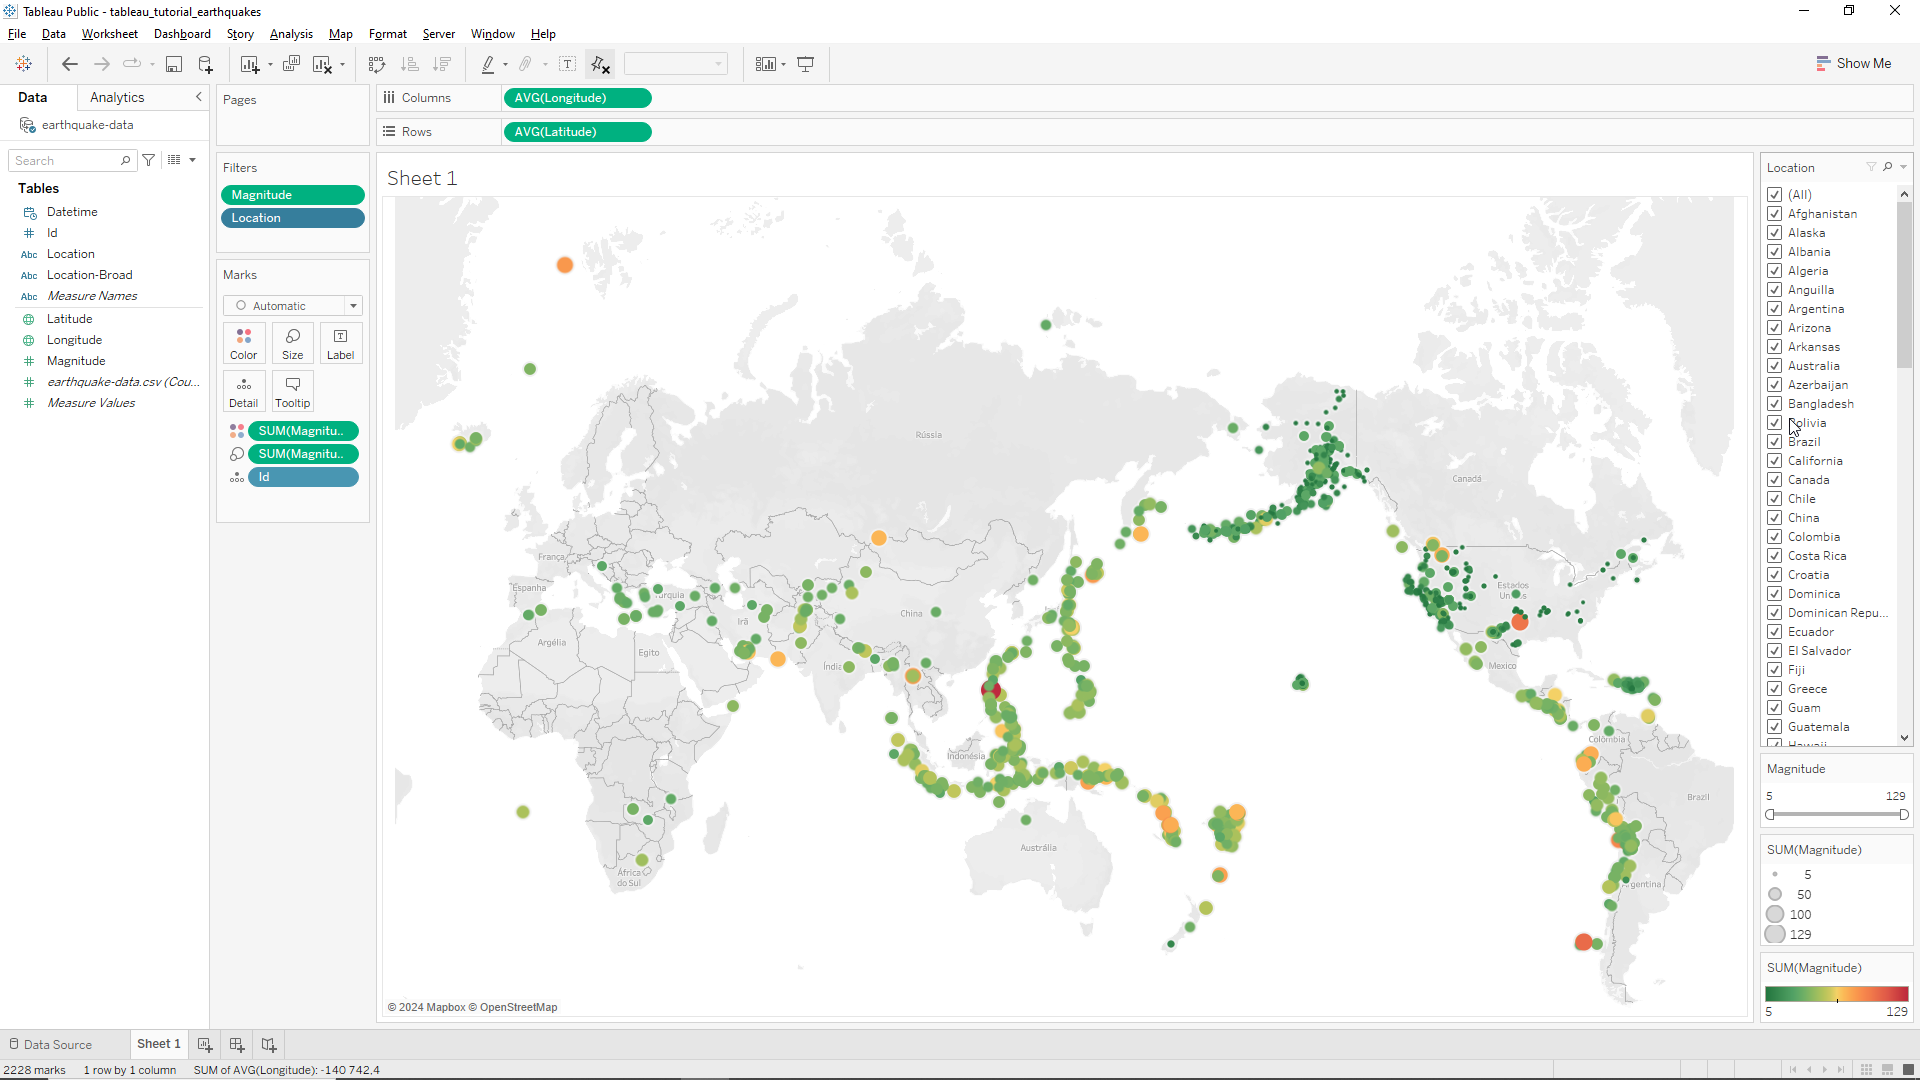 Tableau Public - tableau_tutorial_earthquakes
File Data Worksheet Dashboard Story Analysis Map Format Server Window Help
Show Me
Data Analytics
earthquake-data
Search
Tables
Datetime
Id
Abc Location
Abc Location-Broad
Abc Measure Names
Latitude
Longitude
Magnitude
earthquake-data.csv (Cou...
Measure Values
Pages
Filters
Magnitude
Location
Marks
Automatic
Color Size Label
Detail Tooltip
SUM(Magnitu..
SUM(Magnitu..
Id
Columns AVG(Longitude)
Rows AVG(Latitude)
Sheet 1
Rússia
Canadá
França
Espanha
Estados
Turquia
Irã
China
Argélia
Egito
Índia
México
Indonésia
Colômbia
Brazil
Austrália
África
do Sul
Argentina
© 2024 Mapbox © OpenStreetMap
Location
(All)
Afghanistan
Alaska
Albania
Algeria
Anguilla
Argentina
Arizona
Arkansas
Australia
Azerbaijan
Bangladesh
Bolivia
Brazil
California
Canada
Chile
China
Colombia
Costa Rica
Croatia
Dominica
Dominican Repu...
Ecuador
El Salvador
Fiji
Greece
Guam
Guatemala
Hawaii
Magnitude
5 129
SUM(Magnitude)
5
50
100
129
SUM(Magnitude)
5 129
Data Source Sheet 1
2228 marks 1 row by 1 column SUM of AVG(Longitude): -140 742,4